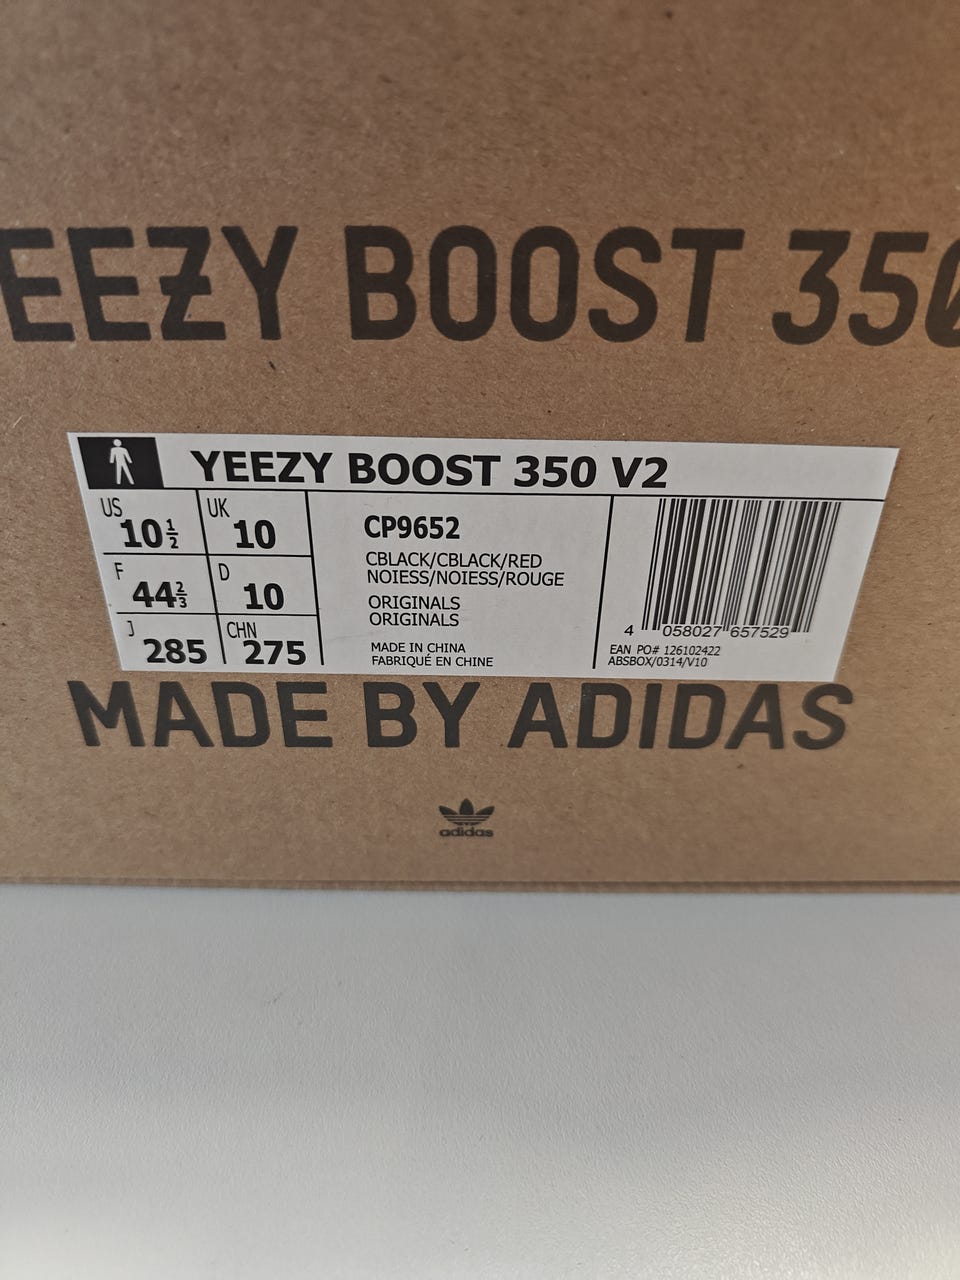 EEZY BOOST 350
YEEZY BOOST 350 V2
US 10½ UK 10
F 44⅔ D 10
J 285 CHN 275
CP9652
CBLACK/CBLACK/RED
NOIESS/NOIESS/ROUGE
ORIGINALS
ORIGINALS
MADE IN CHINA
FABRIQUÉ EN CHINE
4 058027 657529
EAN PO# 126102422
ABSBOX/0314/V10
MADE BY ADIDAS
adidas